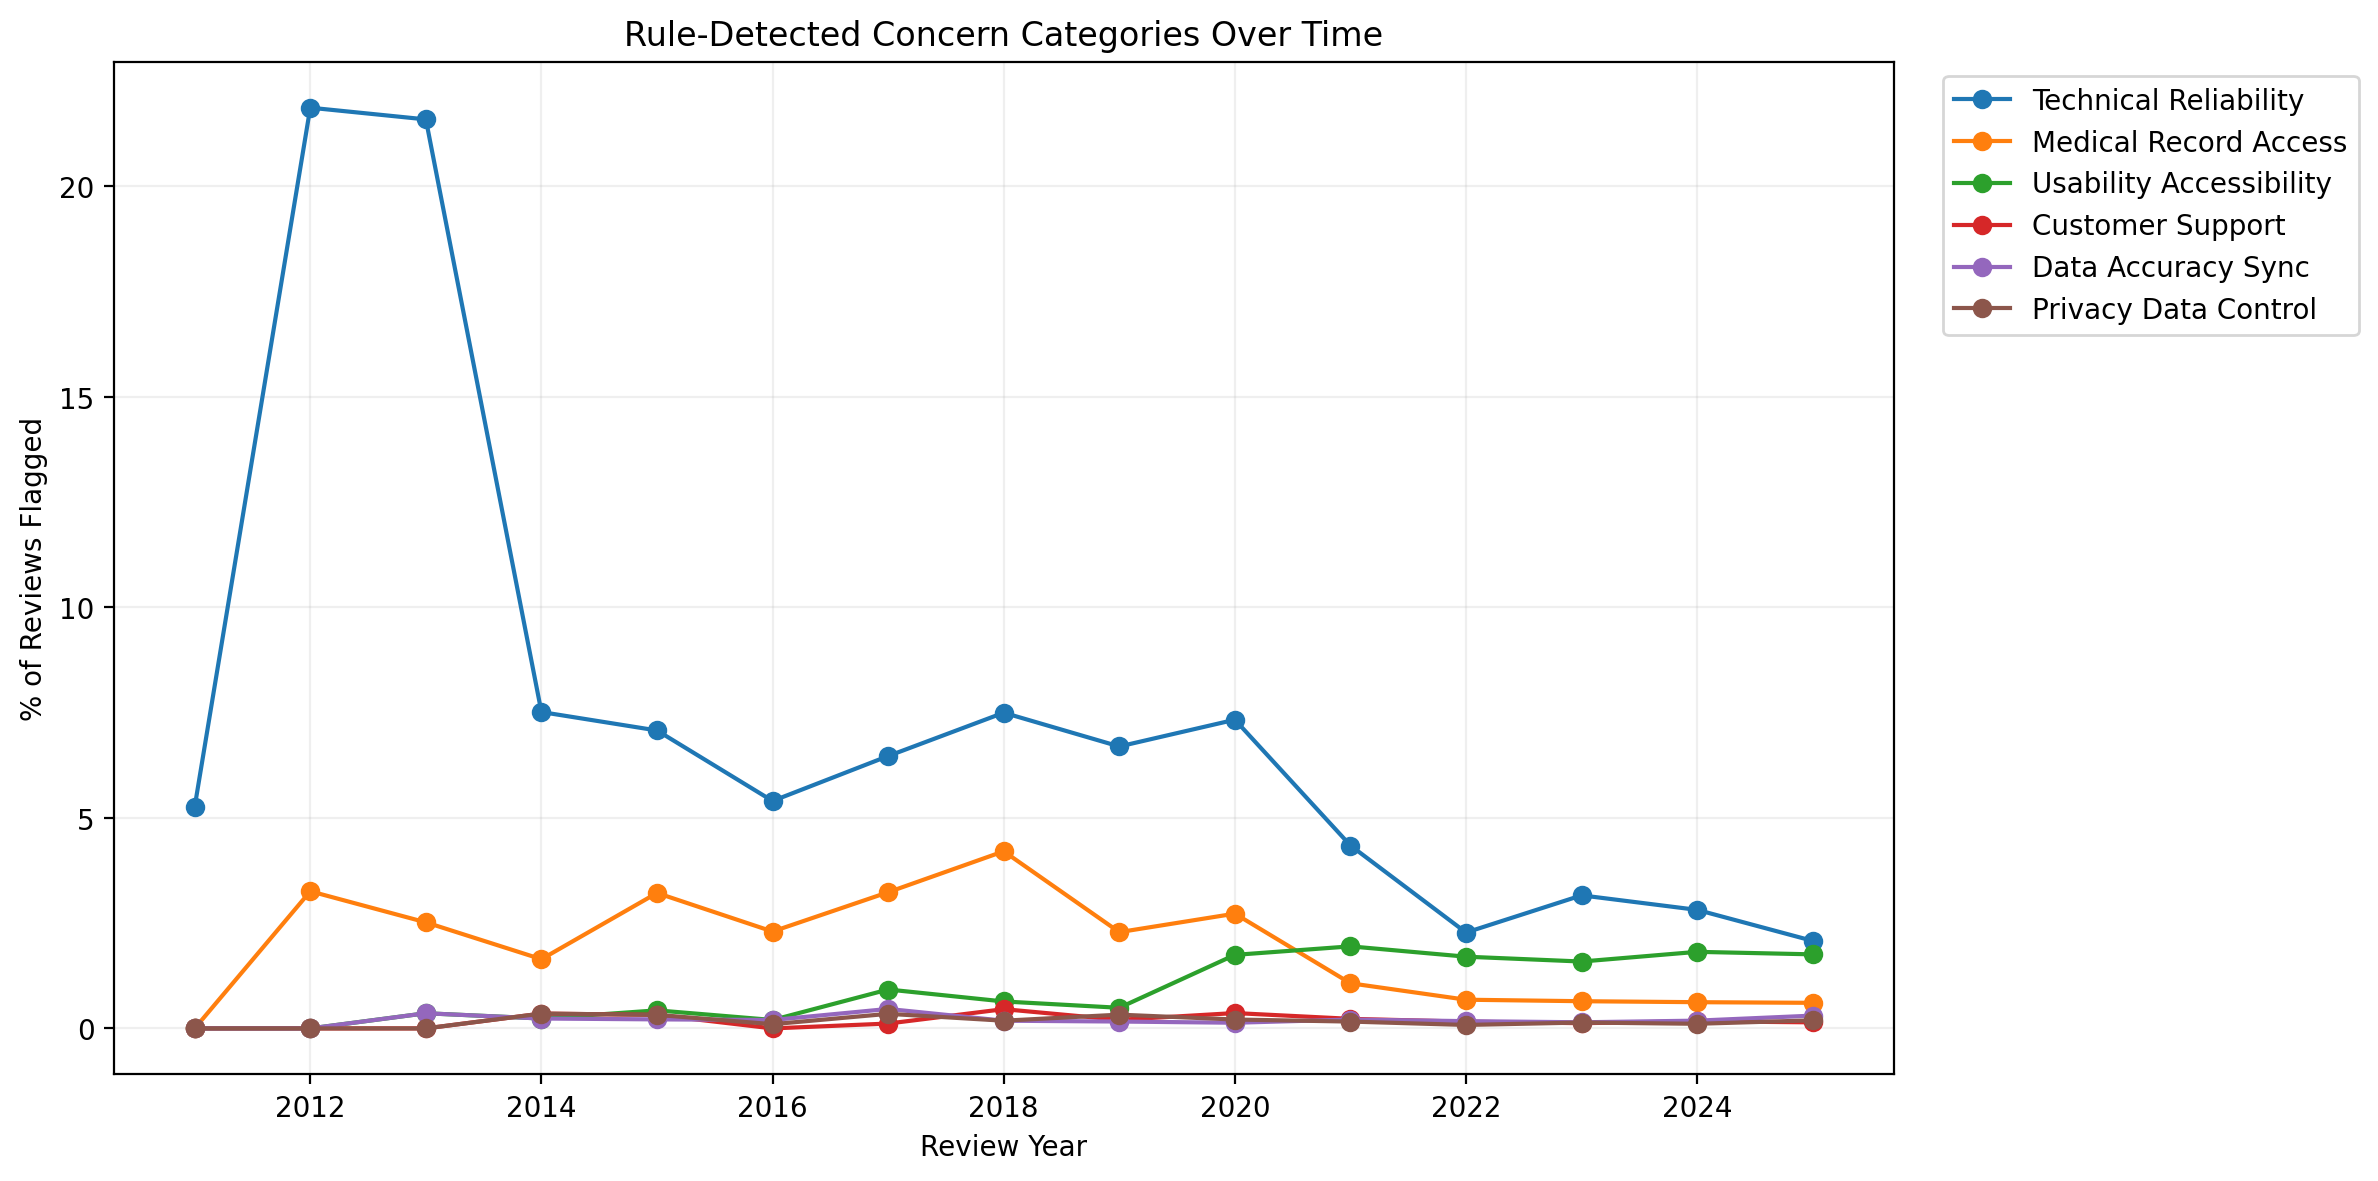 Rule-Detected Concern Categories Over Time
% of Reviews Flagged
20
15
10
5
0
2012 2014 2016 2018 2020 2022 2024
Review Year
Technical Reliability
Medical Record Access
Usability Accessibility
Customer Support
Data Accuracy Sync
Privacy Data Control